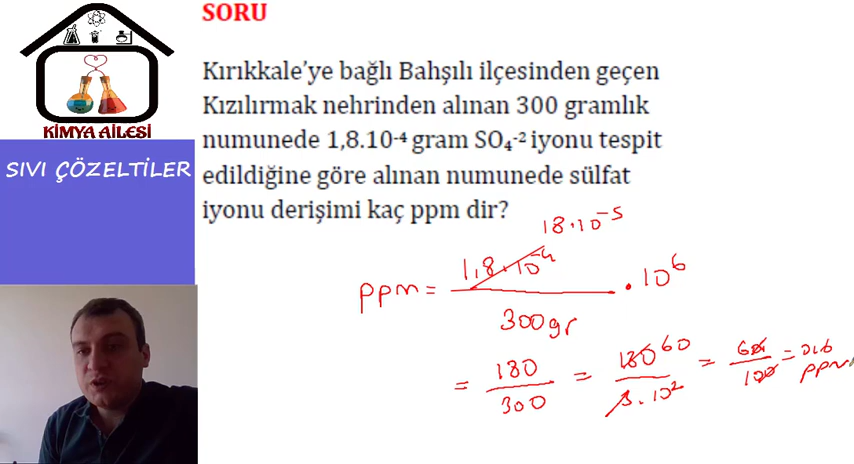 SORU
KİMYA AİLESİ
SIVI ÇÖZELTİLER
Kırıkkale'ye bağlı Bahşılı ilçesinden geçen
Kızılırmak nehrinden alınan 300 gramlık
numunede 1,8.10⁻⁴ gram SO₄⁻² iyonu tespit
edildiğine göre alınan numunede sülfat
iyonu derişimi kaç ppm dir?
18.10⁻⁵
ppm = 1,8.10⁻⁴ / 300gr . 10⁶
= 180 / 300 = 180 60 / 3.10² = 60 / 100 = 0,6
ppm